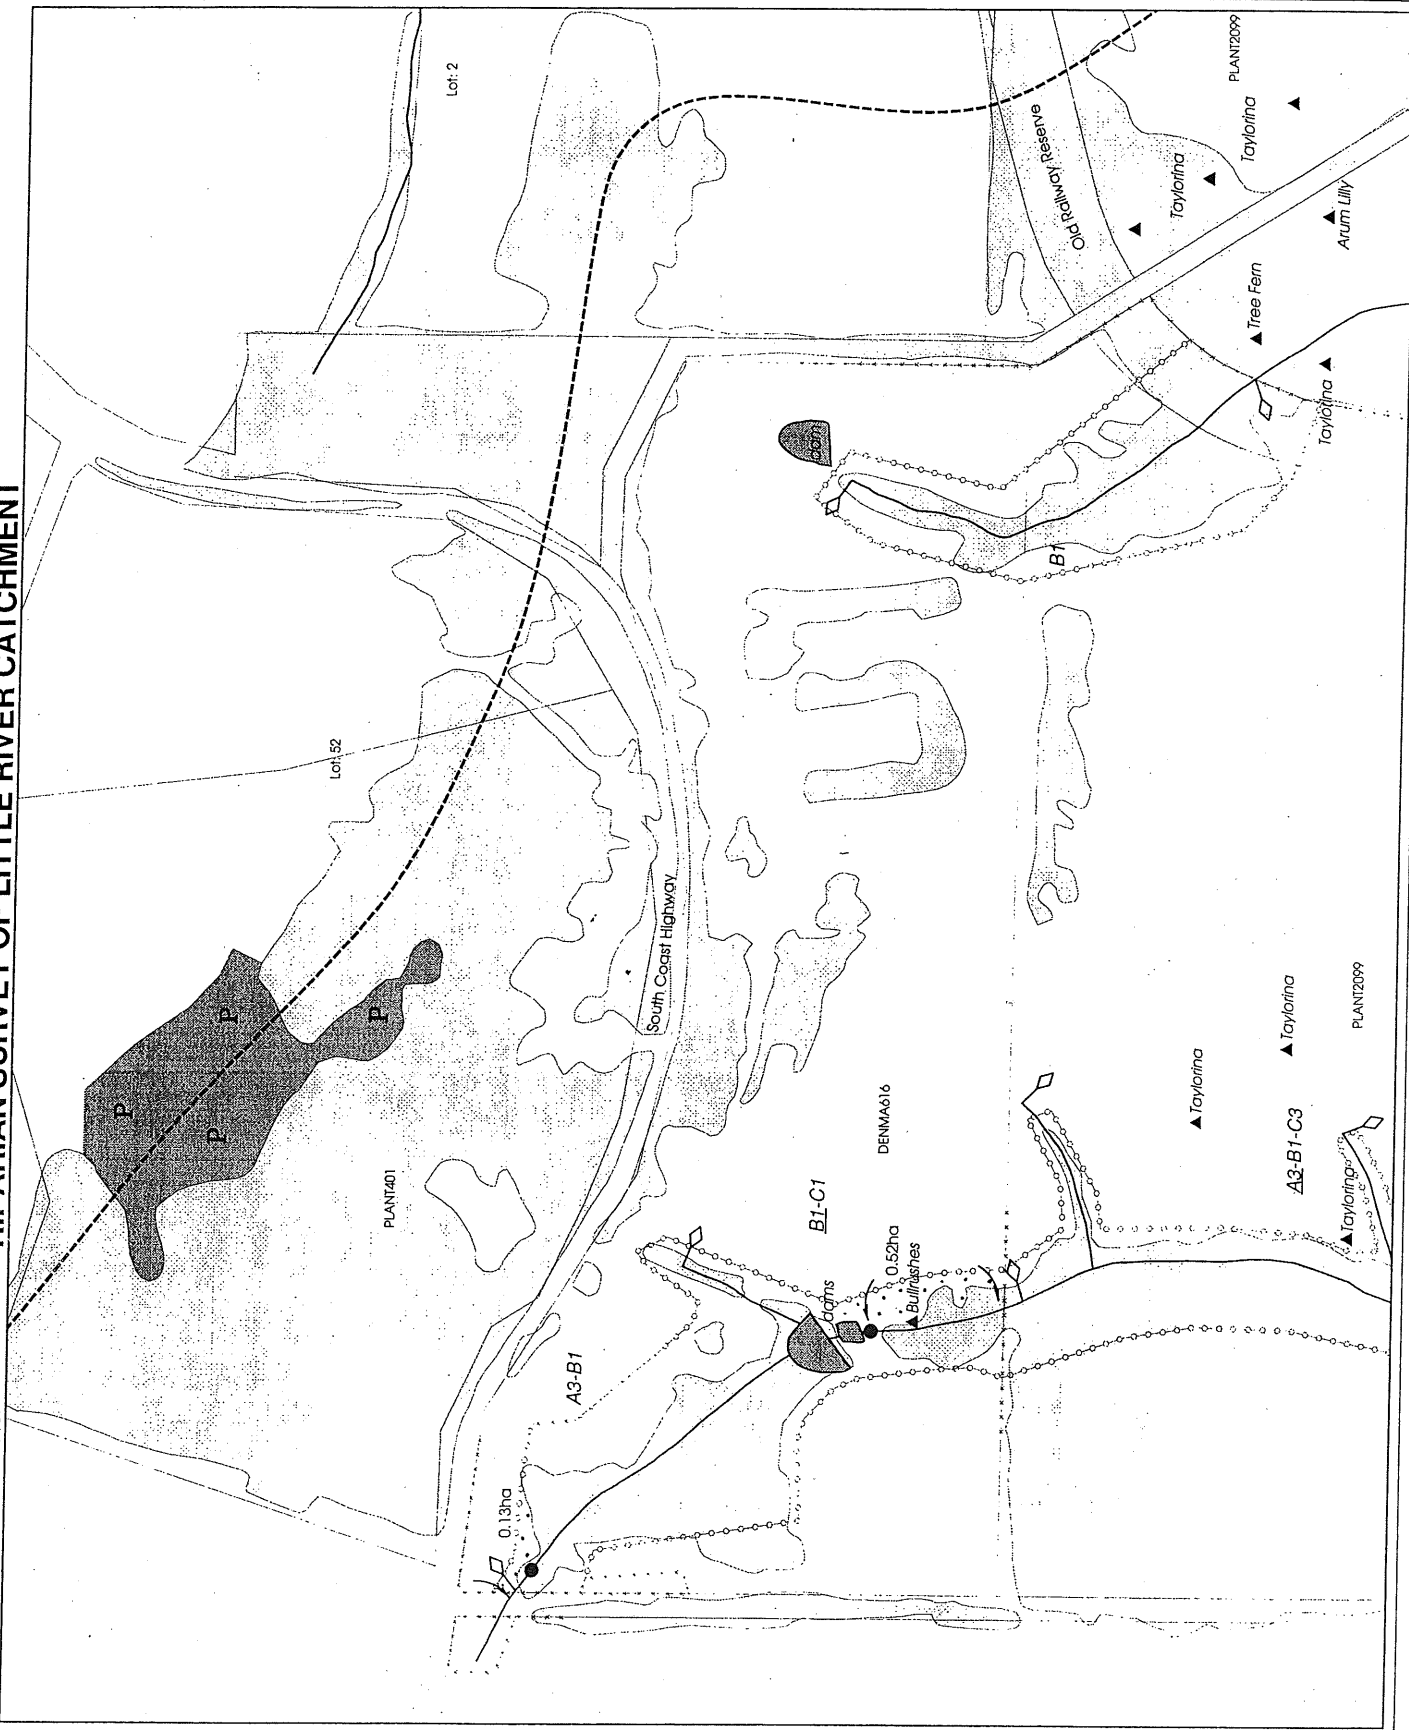 RIPARIAN SURVEY OF LITTLE RIVER CATCHMENT
Lot: 2
PLANT2099
Taylorina
Taylorina
Old Railway Reserve
Arum Lilly
Tree Fern
Taylorina
dam
B1
Lot: 52
South Coast Highway
P
P
P
P
PLANT401
DENMA616
B1-C1
0.52ha
Bullrushes
dams
A3-B1
0.13ha
Taylorina
Taylorina
PLANT2099
A3-B1-C3
Taylorina